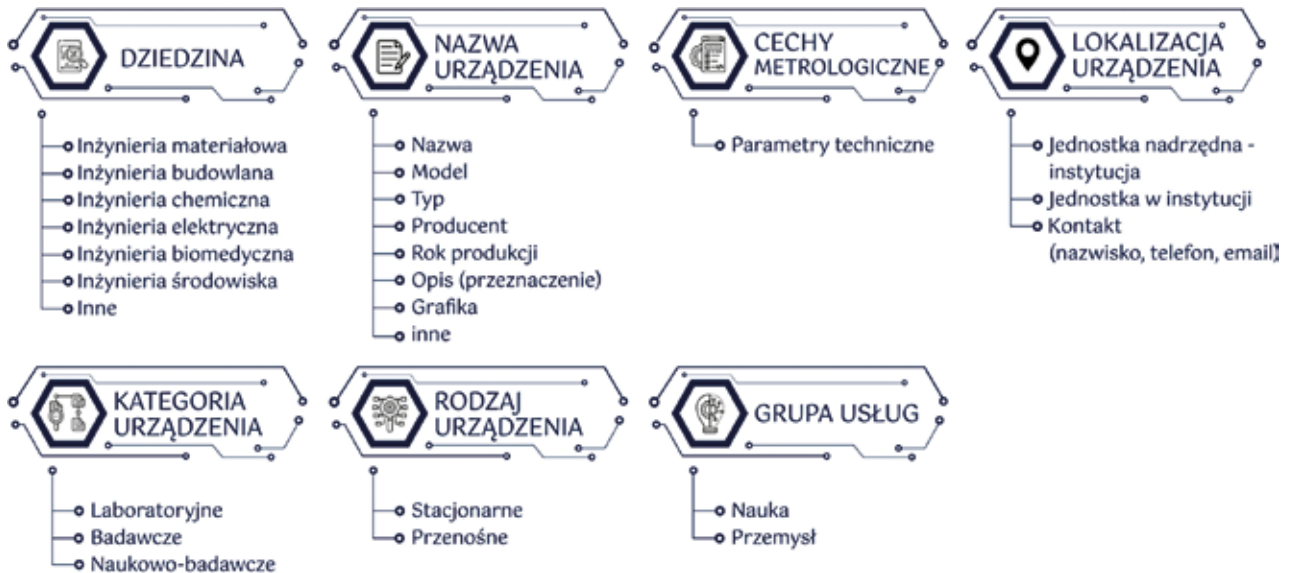 DZIEDZINA
Inżynieria materiałowa
Inżynieria budowlana
Inżynieria chemiczna
Inżynieria elektryczna
Inżynieria biomedyczna
Inżynieria środowiska
Inne
NAZWA
URZĄDZENIA
Nazwa
Model
Typ
Producent
Rok produkcji
Opis (przeznaczenie)
Grafika
inne
CECHY
METROLOGICZNE
Parametry techniczne
LOKALIZACJA
URZĄDZENIA
Jednostka nadrzędna -
instytucja
Jednostka w instytucji
Kontakt
(nazwisko, telefon, email)
KATEGORIA
URZĄDZENIA
Laboratoryjne
Badawcze
Naukowo-badawcze
RODZAJ
URZĄDZENIA
Stacjonarne
Przenośne
GRUPA USŁUG
Nauka
Przemysł